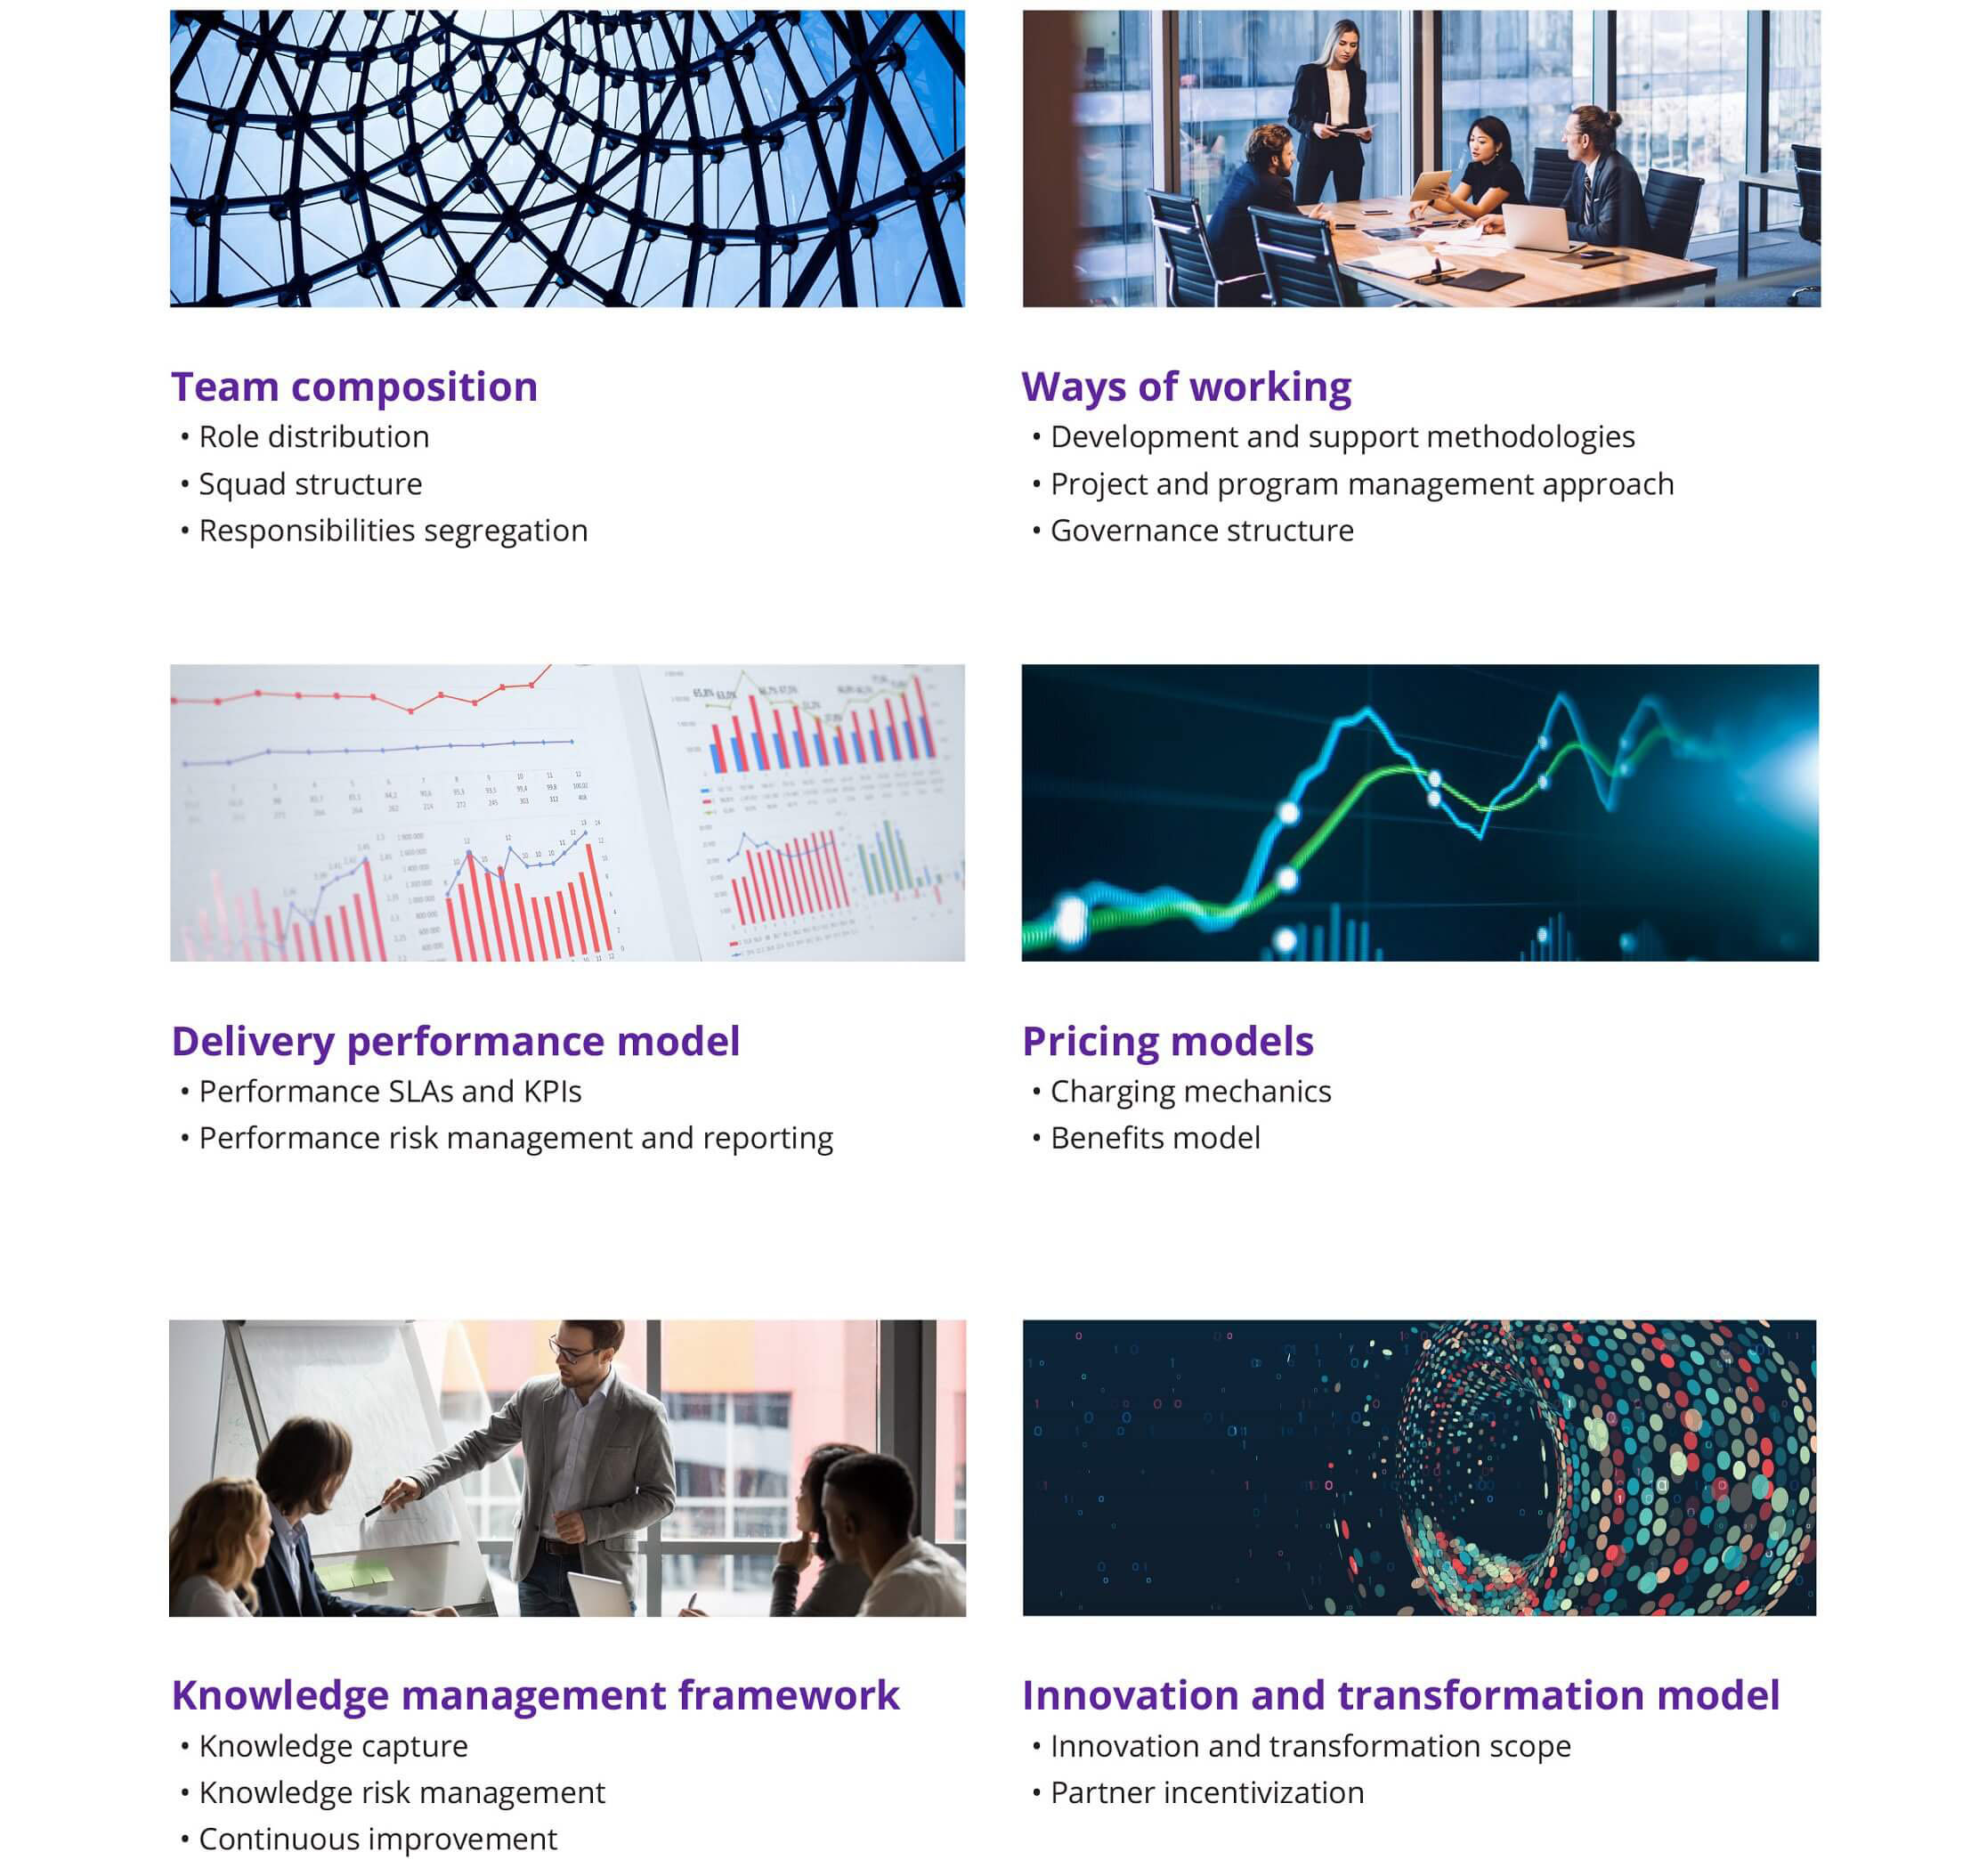 Team composition
• Role distribution
• Squad structure
• Responsibilities segregation
Ways of working
• Development and support methodologies
• Project and program management approach
• Governance structure
Delivery performance model
• Performance SLAs and KPIs
• Performance risk management and reporting
Pricing models
• Charging mechanics
• Benefits model
Knowledge management framework
• Knowledge capture
• Knowledge risk management
• Continuous improvement
Innovation and transformation model
• Innovation and transformation scope
• Partner incentivization